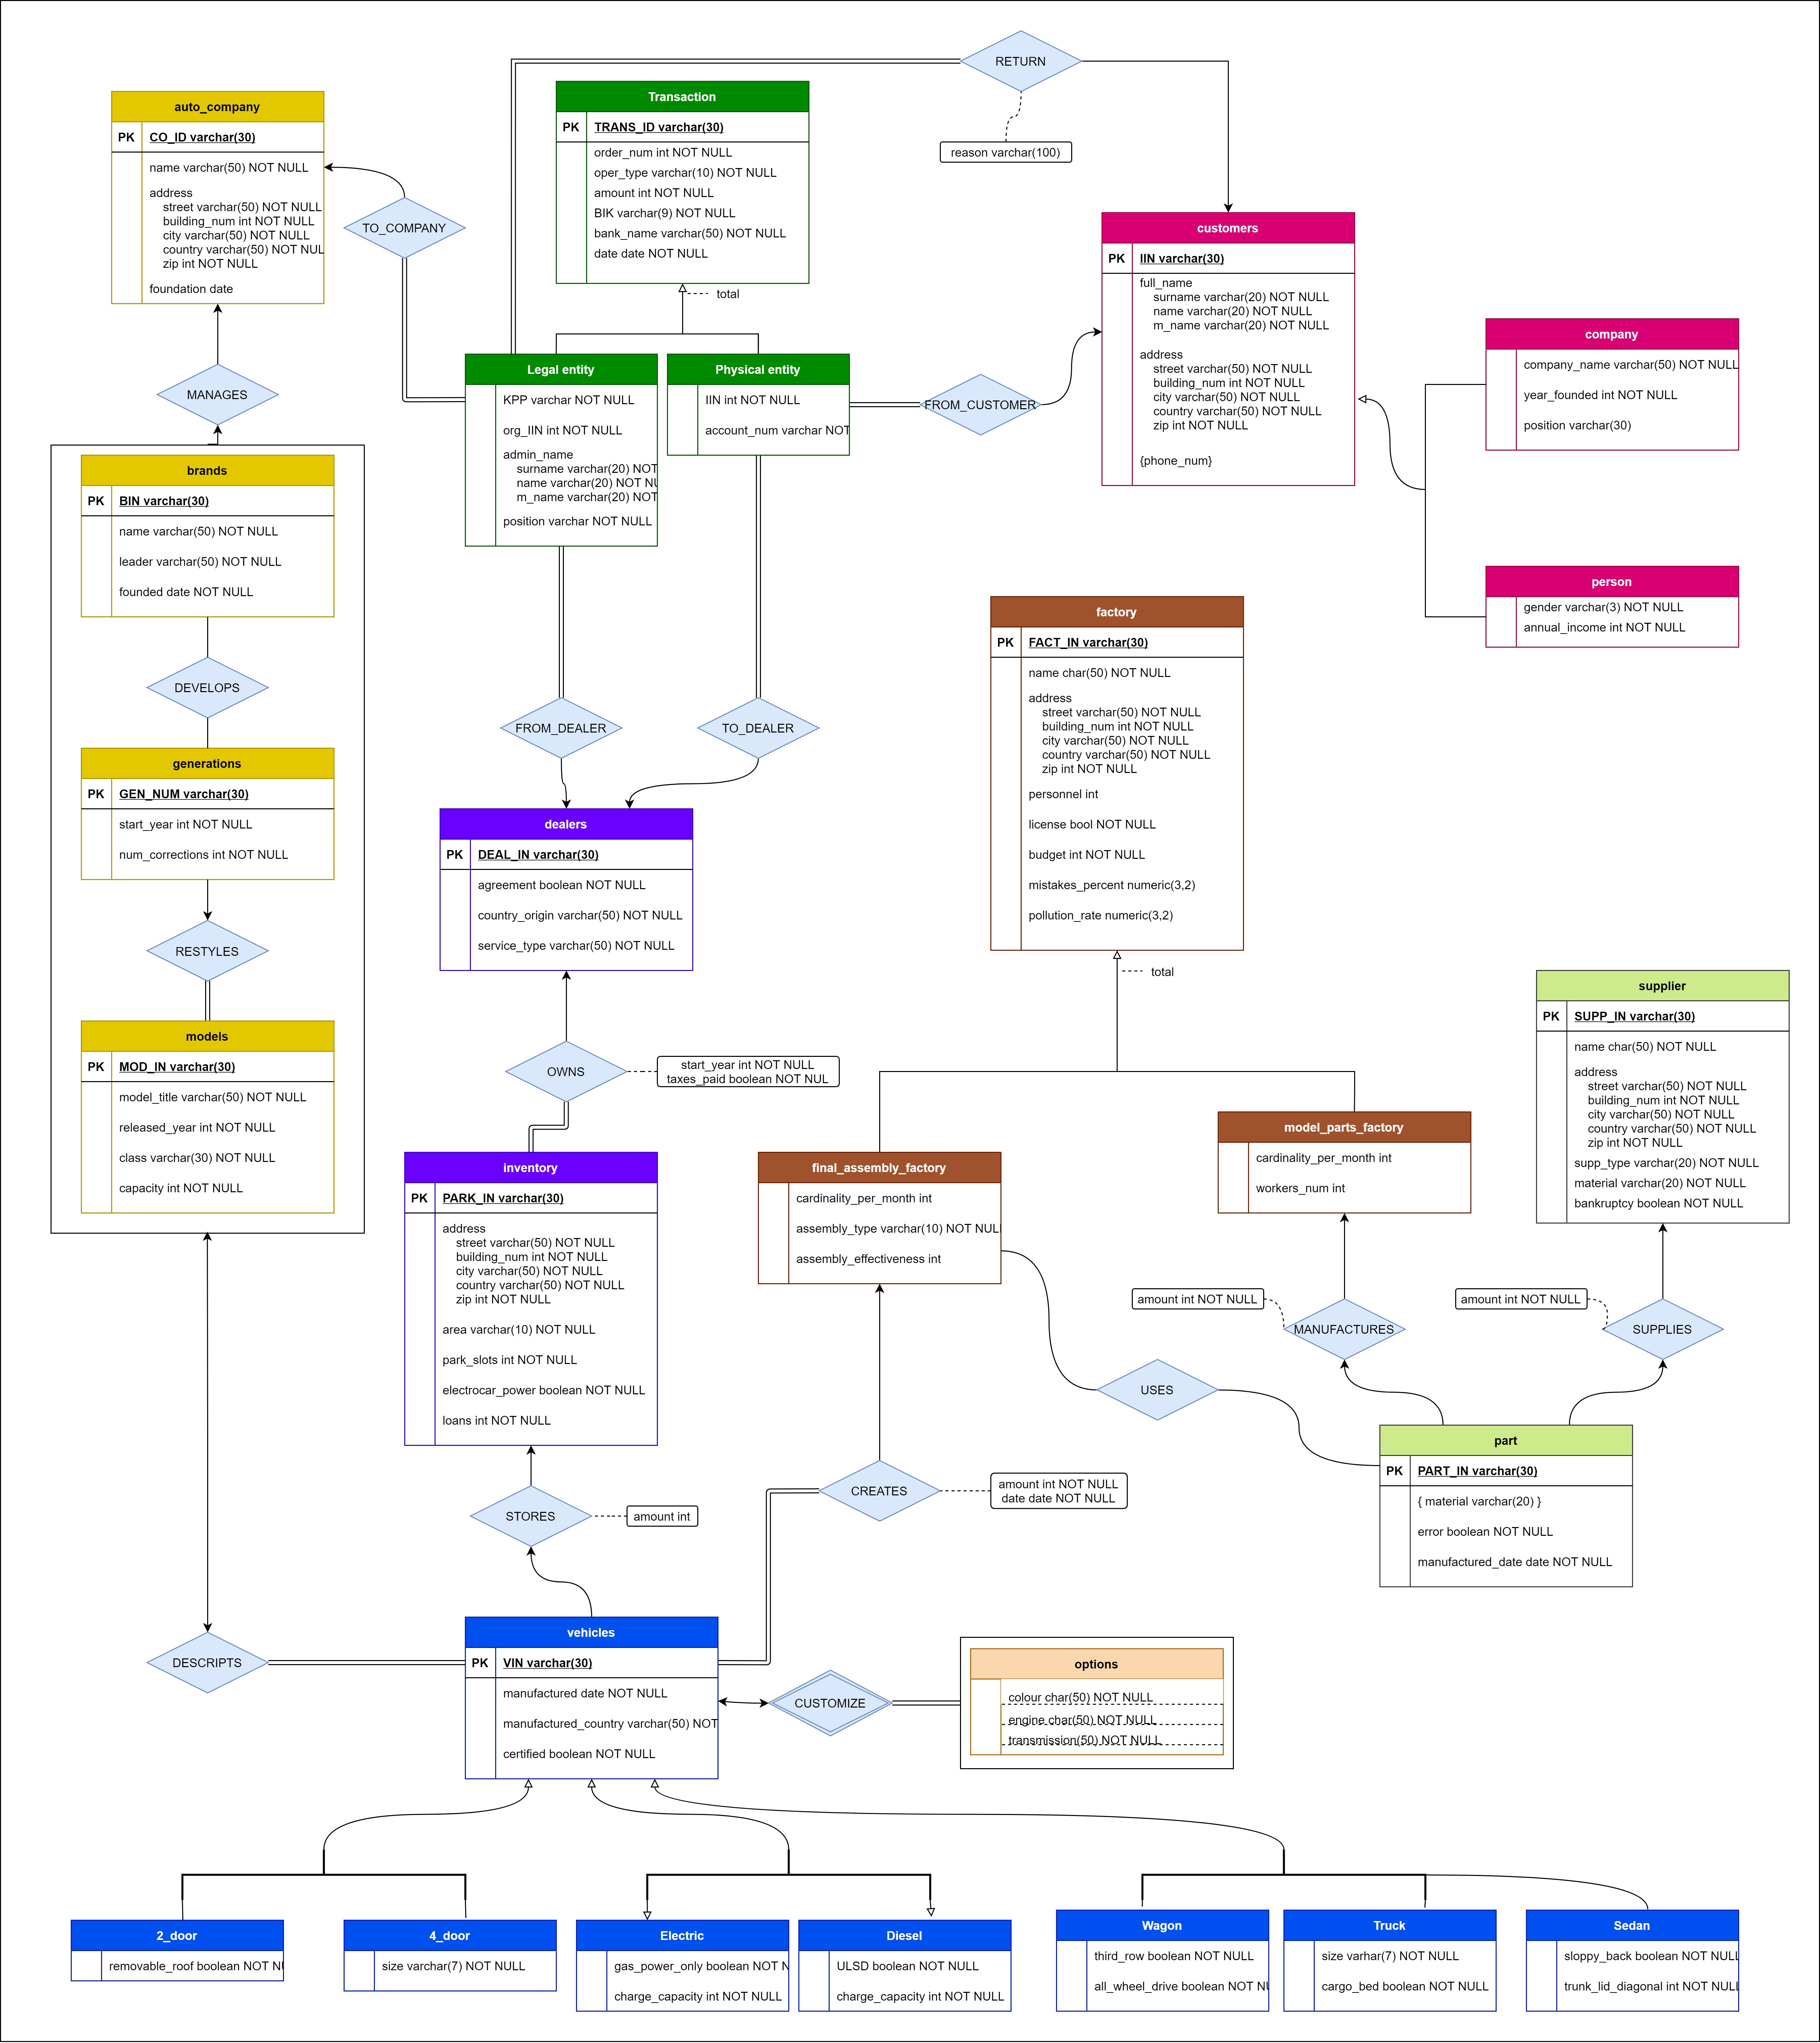 RETURN
reason varchar(100)
auto_company
PK CO_ID varchar(30)
name varchar(50) NOT NULL
address
street varchar(50) NOT NULL
building_num int NOT NULL
city varchar(50) NOT NULL
country varchar(50) NOT NUL
zip int NOT NULL
foundation date
TO_COMPANY
MANAGES
Transaction
PK TRANS_ID varchar(30)
order_num int NOT NULL
oper_type varchar(10) NOT NULL
amount int NOT NULL
BIK varchar(9) NOT NULL
bank_name varchar(50) NOT NULL
date date NOT NULL
total
Legal entity
KPP varchar NOT NULL
org_IIN int NOT NULL
admin_name
surname varchar(20) NOT
name varchar(20) NOT NU
m_name varchar(20) NOT
position varchar NOT NULL
Physical entity
IIN int NOT NULL
account_num varchar NOT
FROM_CUSTOMER
customers
PK IIN varchar(30)
full_name
surname varchar(20) NOT NULL
name varchar(20) NOT NULL
m_name varchar(20) NOT NULL
address
street varchar(50) NOT NULL
building_num int NOT NULL
city varchar(50) NOT NULL
country varchar(50) NOT NULL
zip int NOT NULL
{phone_num}
company
company_name varchar(50) NOT NULL
year_founded int NOT NULL
position varchar(30)
person
gender varchar(3) NOT NULL
annual_income int NOT NULL
brands
PK BIN varchar(30)
name varchar(50) NOT NULL
leader varchar(50) NOT NULL
founded date NOT NULL
DEVELOPS
generations
PK GEN_NUM varchar(30)
start_year int NOT NULL
num_corrections int NOT NULL
RESTYLES
models
PK MOD_IN varchar(30)
model_title varchar(50) NOT NULL
released_year int NOT NULL
class varchar(30) NOT NULL
capacity int NOT NULL
FROM_DEALER
TO_DEALER
dealers
PK DEAL_IN varchar(30)
agreement boolean NOT NULL
country_origin varchar(50) NOT NULL
service_type varchar(50) NOT NULL
OWNS
start_year int NOT NULL
taxes_paid boolean NOT NUL
inventory
PK PARK_IN varchar(30)
address
street varchar(50) NOT NULL
building_num int NOT NULL
city varchar(50) NOT NULL
country varchar(50) NOT NULL
zip int NOT NULL
area varchar(10) NOT NULL
park_slots int NOT NULL
electrocar_power boolean NOT NULL
loans int NOT NULL
STORES
amount int
factory
PK FACT_IN varchar(30)
name char(50) NOT NULL
address
street varchar(50) NOT NULL
building_num int NOT NULL
city varchar(50) NOT NULL
country varchar(50) NOT NULL
zip int NOT NULL
personnel int
license bool NOT NULL
budget int NOT NULL
mistakes_percent numeric(3,2)
pollution_rate numeric(3,2)
total
final_assembly_factory
cardinality_per_month int
assembly_type varchar(10) NOT NULL
assembly_effectiveness int
model_parts_factory
cardinality_per_month int
workers_num int
supplier
PK SUPP_IN varchar(30)
name char(50) NOT NULL
address
street varchar(50) NOT NULL
building_num int NOT NULL
city varchar(50) NOT NULL
country varchar(50) NOT NULL
zip int NOT NULL
supp_type varchar(20) NOT NULL
material varchar(20) NOT NULL
bankruptcy boolean NOT NULL
amount int NOT NULL
MANUFACTURES
amount int NOT NULL
SUPPLIES
USES
part
PK PART_IN varchar(30)
{ material varchar(20) }
error boolean NOT NULL
manufactured_date date NOT NULL
CREATES
amount int NOT NULL
date date NOT NULL
DESCRIPTS
vehicles
PK VIN varchar(30)
manufactured date NOT NULL
manufactured_country varchar(50) NOT
certified boolean NOT NULL
CUSTOMIZE
options
colour char(50) NOT NULL
engine char(50) NOT NULL
transmission(50) NOT NULL
2_door
removable_roof boolean NOT NU
4_door
size varchar(7) NOT NULL
Electric
gas_power_only boolean NOT N
charge_capacity int NOT NULL
Diesel
ULSD boolean NOT NULL
charge_capacity int NOT NULL
Wagon
third_row boolean NOT NULL
all_wheel_drive boolean NOT NU
Truck
size varhar(7) NOT NULL
cargo_bed boolean NOT NULL
Sedan
sloppy_back boolean NOT NULL
trunk_lid_diagonal int NOT NULL